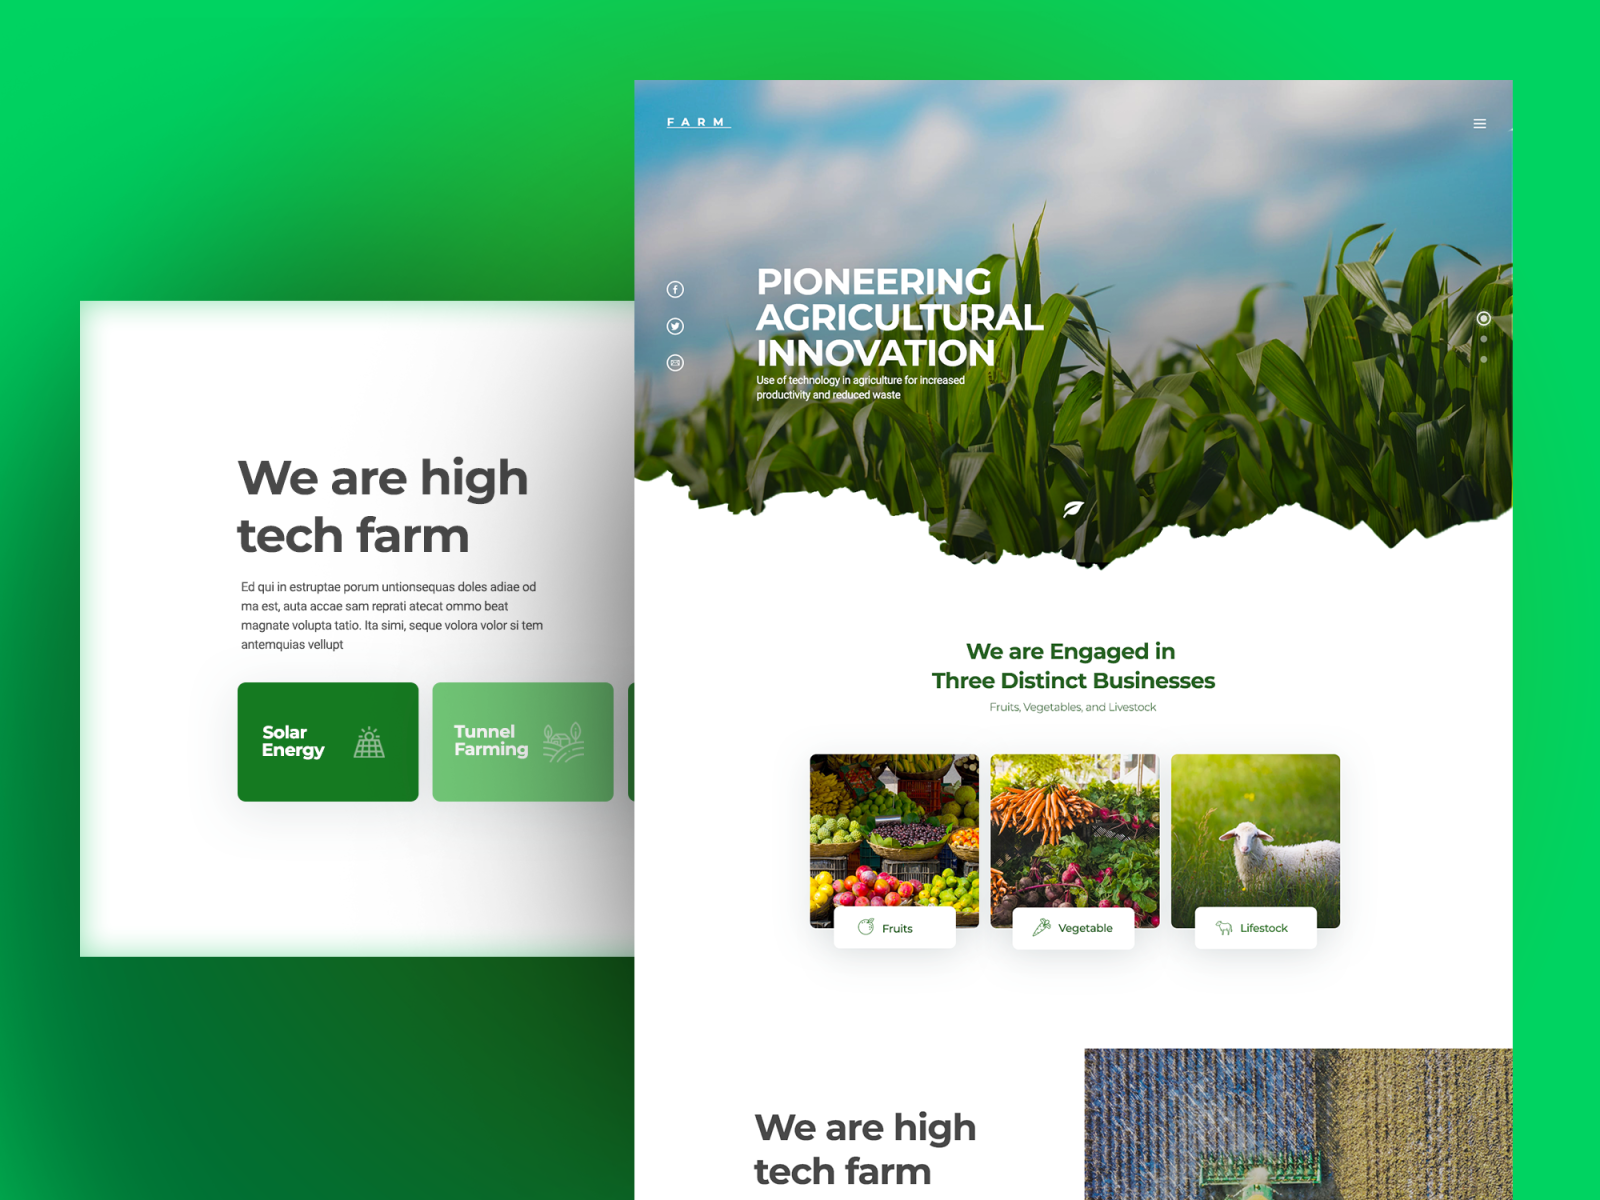 FARM
PIONEERING
AGRICULTURAL
INNOVATION
Use of technology in agriculture for increased
productivity and reduced waste
We are high
tech farm
Ed qui in estruptae porum untionsequas doles adiae od
ma est, auta accae sam reprati atecat ommo beat
magnate volupta tatio. Ita simi, seque volora volor si tem
antemquias vellupt
Solar
Energy
Tunnel
Farming
We are Engaged in
Three Distinct Businesses
Fruits, Vegetables, and Livestock
Fruits
Vegetable
Lifestock
We are high
tech farm